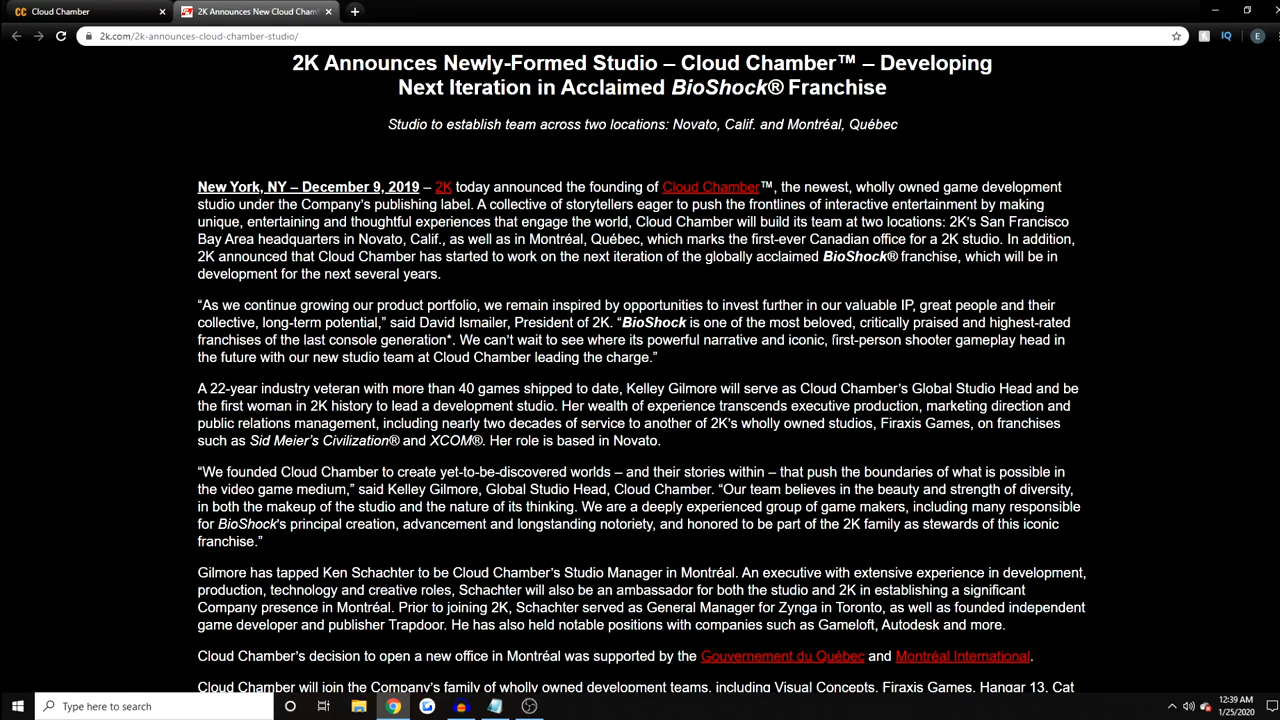 Cloud Chamber
2K Announces New Cloud Cham
2k.com/2k-announces-cloud-chamber-studio/
2K Announces Newly-Formed Studio – Cloud Chamber™ – Developing
Next Iteration in Acclaimed BioShock® Franchise
Studio to establish team across two locations: Novato, Calif. and Montréal, Québec
New York, NY – December 9, 2019 – 2K today announced the founding of Cloud Chamber™, the newest, wholly owned game development
studio under the Company's publishing label. A collective of storytellers eager to push the frontlines of interactive entertainment by making
unique, entertaining and thoughtful experiences that engage the world, Cloud Chamber will build its team at two locations: 2K's San Francisco
Bay Area headquarters in Novato, Calif., as well as in Montréal, Québec, which marks the first-ever Canadian office for a 2K studio. In addition,
2K announced that Cloud Chamber has started to work on the next iteration of the globally acclaimed BioShock® franchise, which will be in
development for the next several years.
“As we continue growing our product portfolio, we remain inspired by opportunities to invest further in our valuable IP, great people and their
collective, long-term potential,” said David Ismailer, President of 2K. “BioShock is one of the most beloved, critically praised and highest-rated
franchises of the last console generation*. We can't wait to see where its powerful narrative and iconic, first-person shooter gameplay head in
the future with our new studio team at Cloud Chamber leading the charge.”
A 22-year industry veteran with more than 40 games shipped to date, Kelley Gilmore will serve as Cloud Chamber's Global Studio Head and be
the first woman in 2K history to lead a development studio. Her wealth of experience transcends executive production, marketing direction and
public relations management, including nearly two decades of service to another of 2K's wholly owned studios, Firaxis Games, on franchises
such as Sid Meier's Civilization® and XCOM®. Her role is based in Novato.
“We founded Cloud Chamber to create yet-to-be-discovered worlds – and their stories within – that push the boundaries of what is possible in
the video game medium,” said Kelley Gilmore, Global Studio Head, Cloud Chamber. “Our team believes in the beauty and strength of diversity,
in both the makeup of the studio and the nature of its thinking. We are a deeply experienced group of game makers, including many responsible
for BioShock's principal creation, advancement and longstanding notoriety, and honored to be part of the 2K family as stewards of this iconic
franchise.”
Gilmore has tapped Ken Schachter to be Cloud Chamber's Studio Manager in Montréal. An executive with extensive experience in development,
production, technology and creative roles, Schachter will also be an ambassador for both the studio and 2K in establishing a significant
Company presence in Montréal. Prior to joining 2K, Schachter served as General Manager for Zynga in Toronto, as well as founded independent
game developer and publisher Trapdoor. He has also held notable positions with companies such as Gameloft, Autodesk and more.
Cloud Chamber's decision to open a new office in Montréal was supported by the Gouvernement du Québec and Montréal International.
Cloud Chamber will join the Company's family of wholly owned development teams, including Visual Concepts, Firaxis Games, Hangar 13, Cat
Type here to search
12:39 AM
1/25/2020